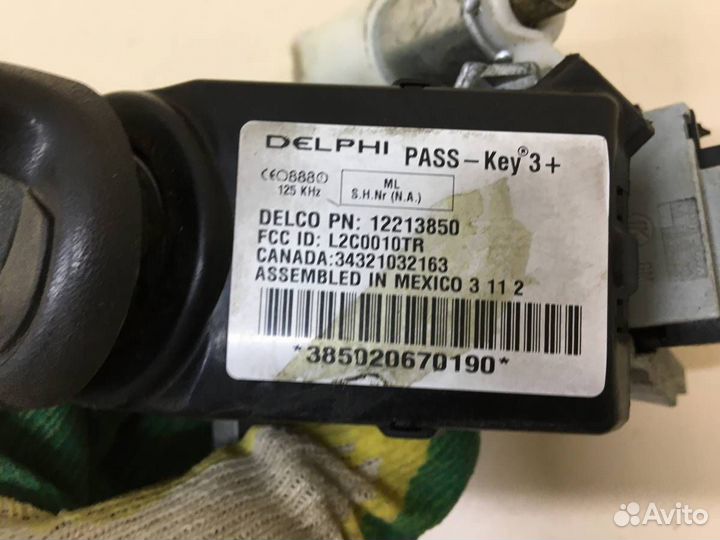 DELPHI PASS-Key®3+
CE0888
125 KHz
ML
S.H.Nr (N.A.)
DELCO PN: 12213850
FCC ID: L2C0010TR
CANADA:34321032163
ASSEMBLED IN MEXICO 3 11 2
*385020670190*
Avito